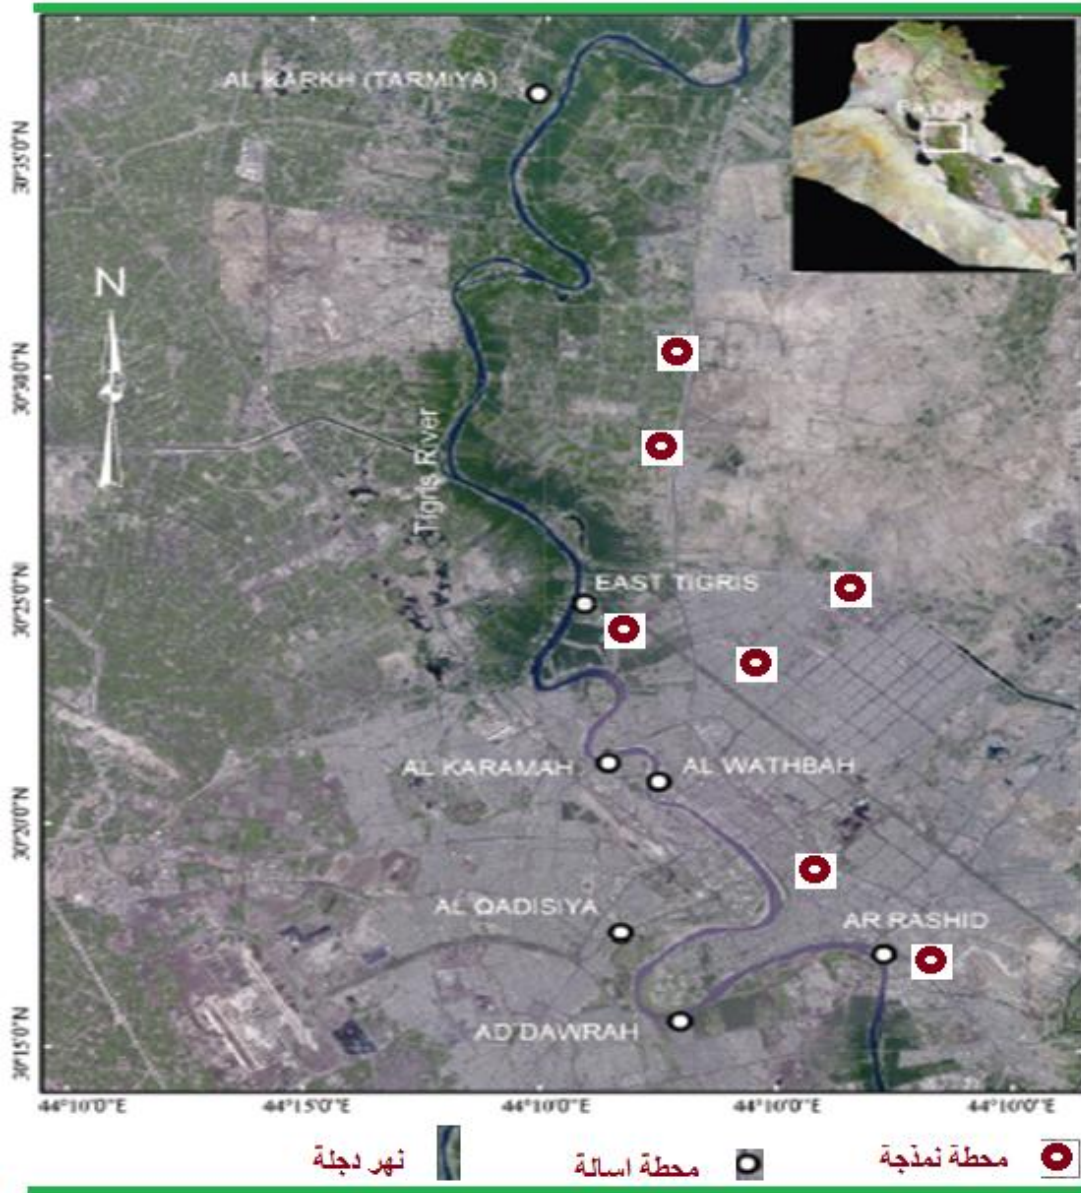 AL KARKH (TARMIYA)
30°35'0"N
N
30°30'0"N
Tigris River
EAST TIGRIS
30°25'0"N
AL KARAMAH
AL WATHBAH
30°20'0"N
AL QADISIYA
AR RASHID
AD DAWRAH
30°15'0"N
44°10'0"E 44°15'0"E 44°10'0"E 44°10'0"E 44°10'0"E
محطة نمذجة
محطة اسالة
نهر دجلة